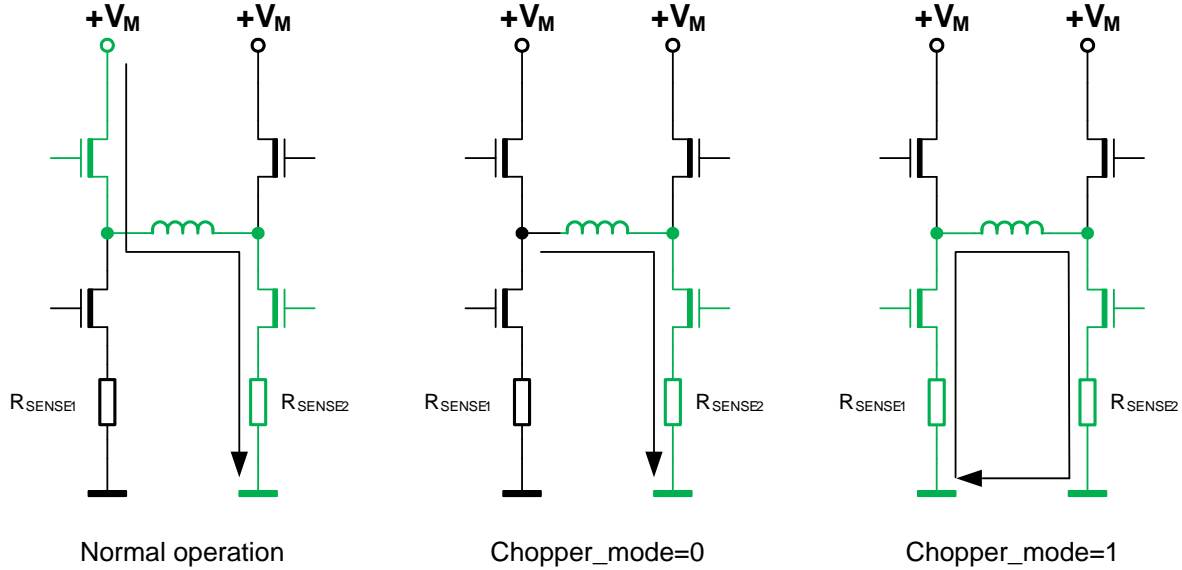 +VM +VM +VM +VM +VM +VM
RSENSE1 RSENSE2 RSENSE1 RSENSE2 RSENSE1 RSENSE2
Normal operation Chopper_mode=0 Chopper_mode=1